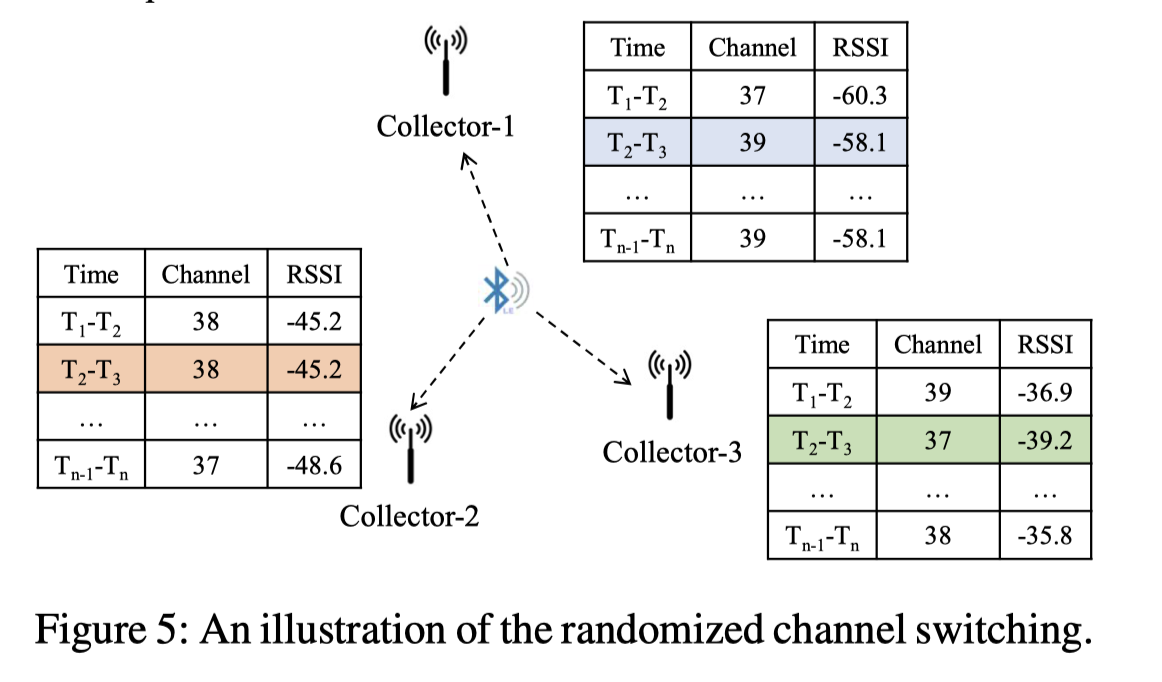 Collector-1
Time Channel RSSI
T1-T2 37 -60.3
T2-T3 39 -58.1
... ... ...
Tn-1-Tn 39 -58.1
Time Channel RSSI
T1-T2 38 -45.2
T2-T3 38 -45.2
... ... ...
Tn-1-Tn 37 -48.6
Collector-2
LE
Collector-3
Time Channel RSSI
T1-T2 39 -36.9
T2-T3 37 -39.2
... ... ...
Tn-1-Tn 38 -35.8
Figure 5: An illustration of the randomized channel switching.